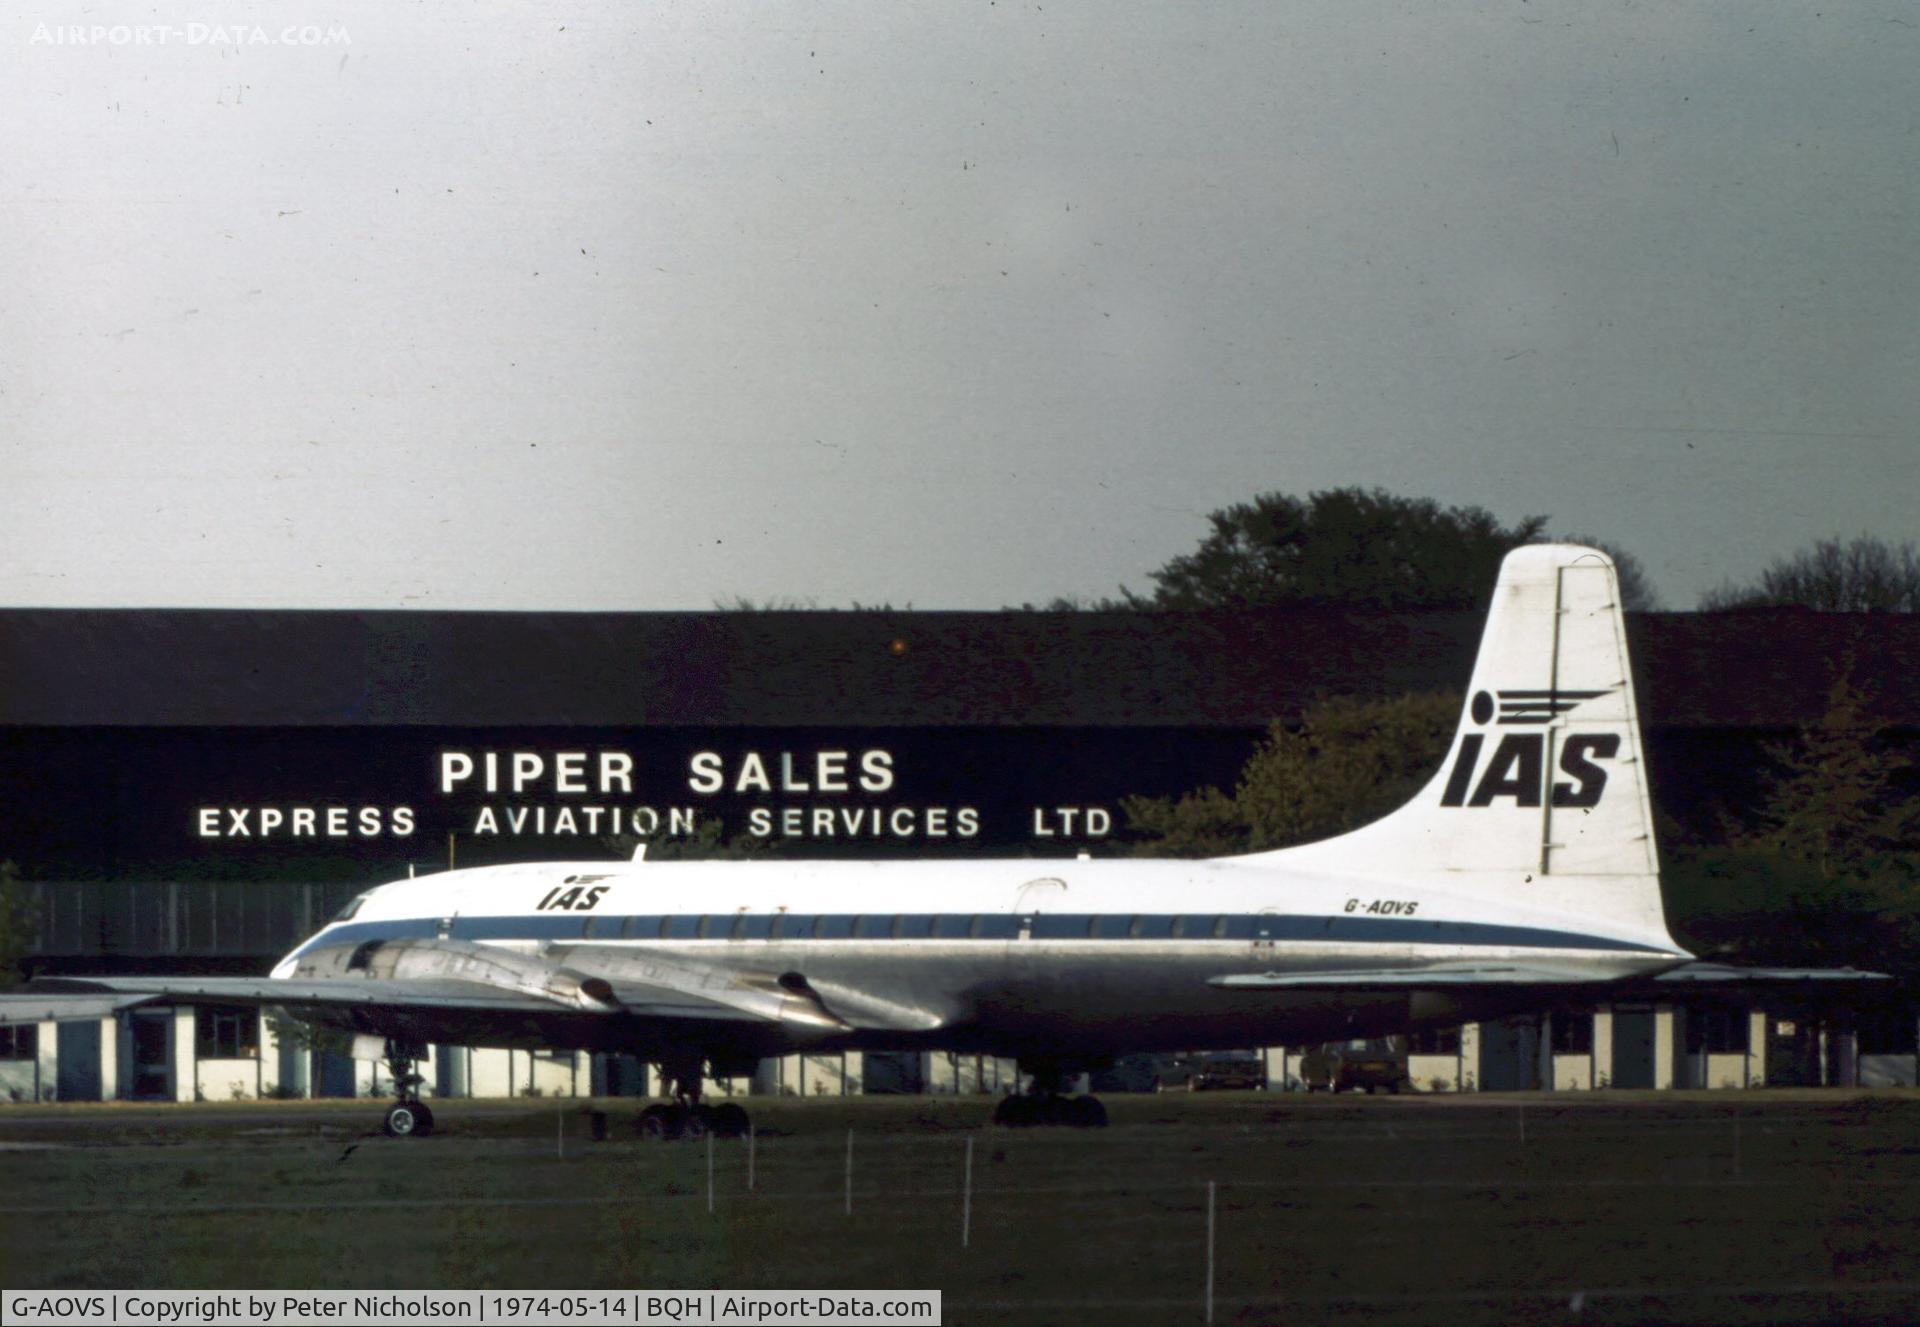 Airport-Data.com
PIPER SALES
EXPRESS AVIATION SERVICES LTD
IAS
IAS
G-AOVS
G-AOVS | Copyright by Peter Nicholson | 1974-05-14 | BQH | Airport-Data.com